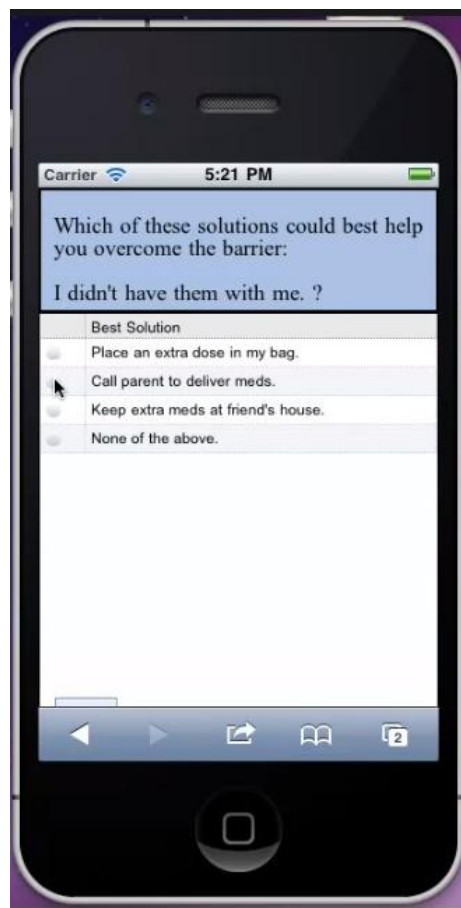 Carrier 5:21 PM
Which of these solutions could best help
you overcome the barrier:
I didn't have them with me. ?
Best Solution
Place an extra dose in my bag.
Call parent to deliver meds.
Keep extra meds at friend's house.
None of the above.
2